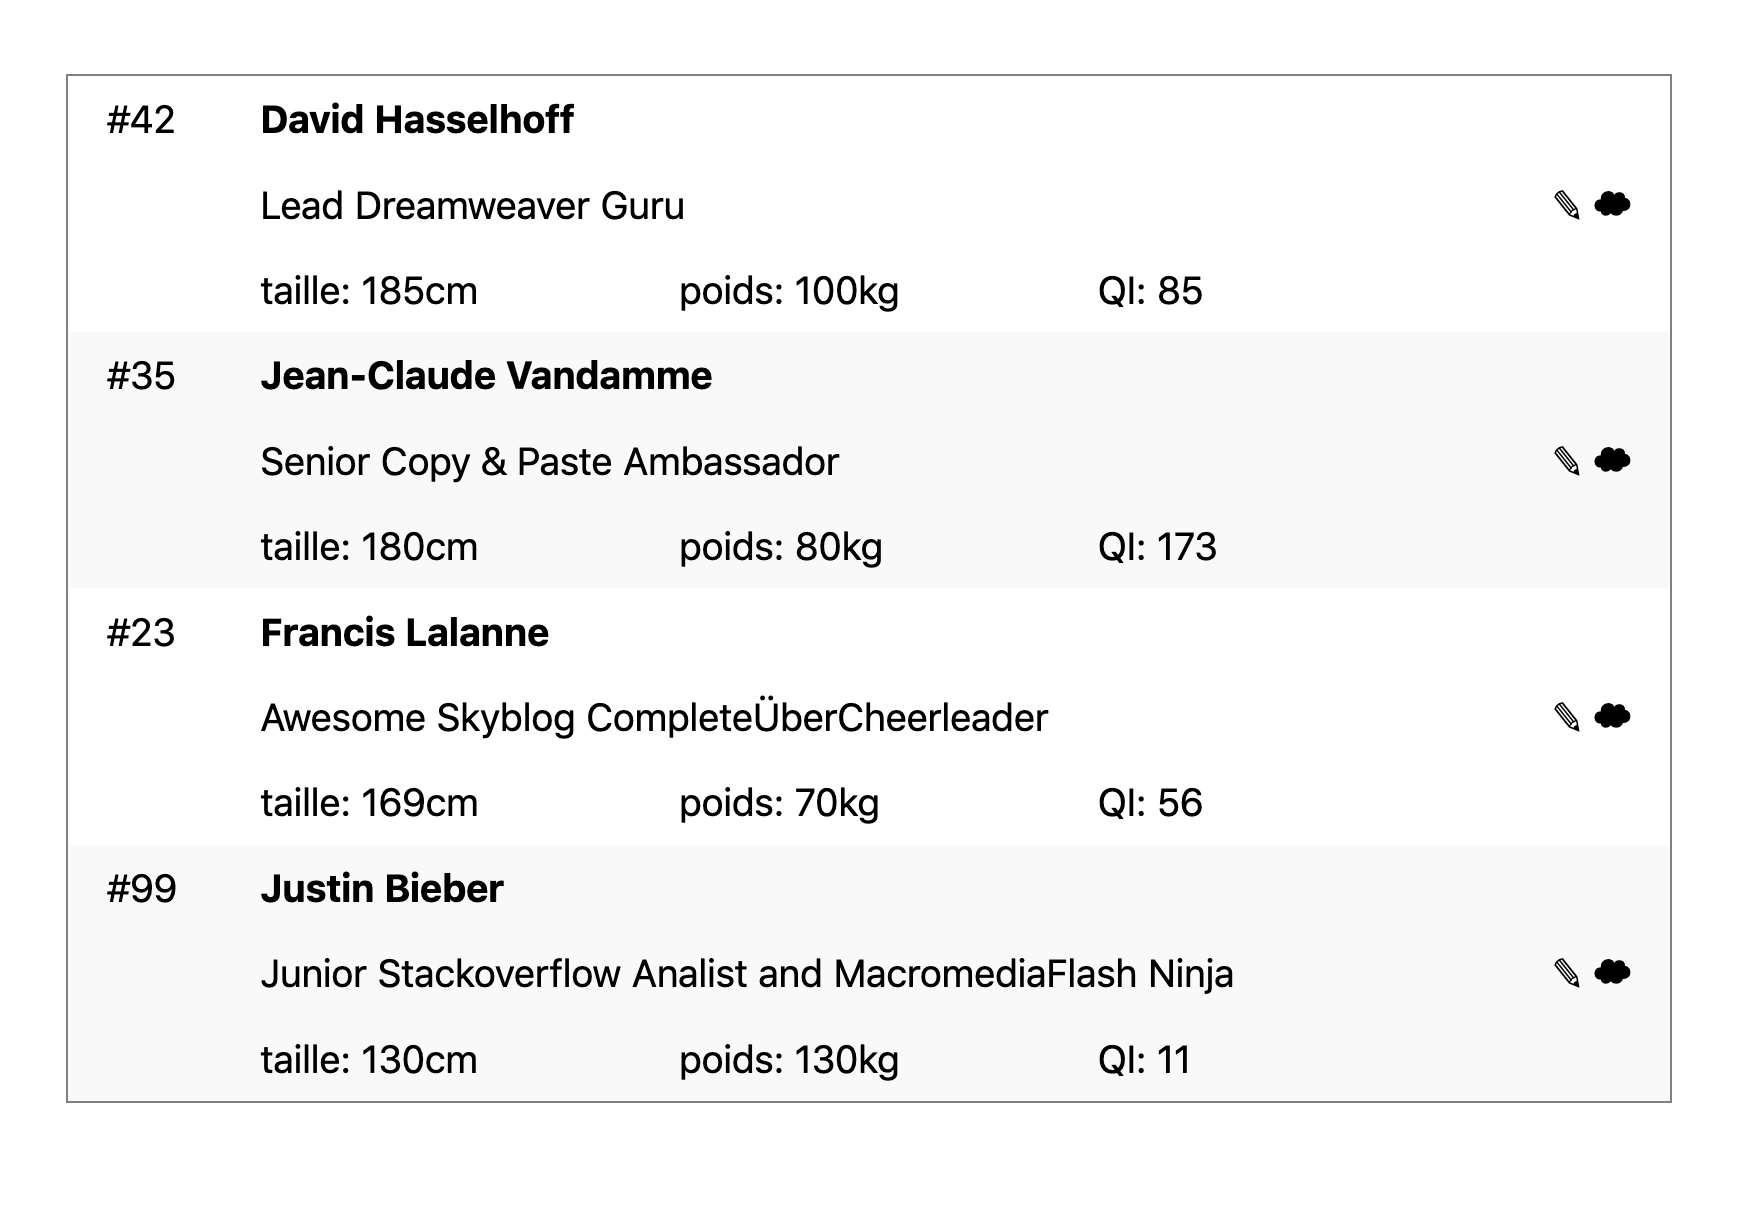 #42 David Hasselhoff
Lead Dreamweaver Guru
taille: 185cm poids: 100kg QI: 85
#35 Jean-Claude Vandamme
Senior Copy & Paste Ambassador
taille: 180cm poids: 80kg QI: 173
#23 Francis Lalanne
Awesome Skyblog CompleteÜberCheerleader
taille: 169cm poids: 70kg QI: 56
#99 Justin Bieber
Junior Stackoverflow Analist and MacromediaFlash Ninja
taille: 130cm poids: 130kg QI: 11